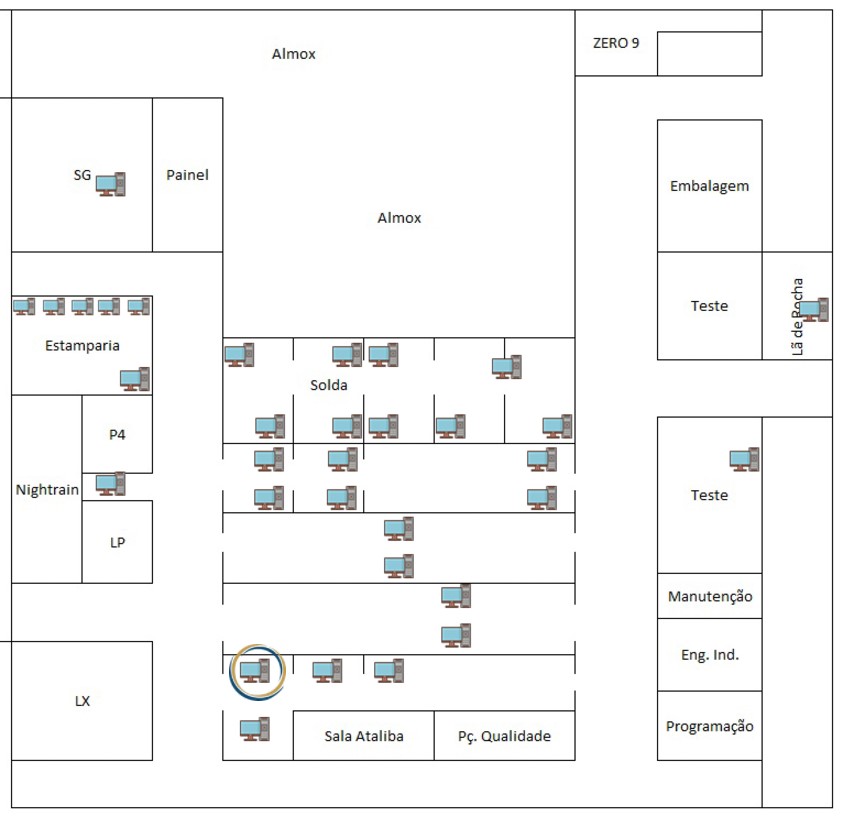 Almox
ZERO 9
SG
Painel
Embalagem
Almox
Teste
Lã de Rocha
Estamparia
Solda
P4
Nightrain
Teste
LP
Manutenção
Eng. Ind.
LX
Sala Ataliba
Pç. Qualidade
Programação